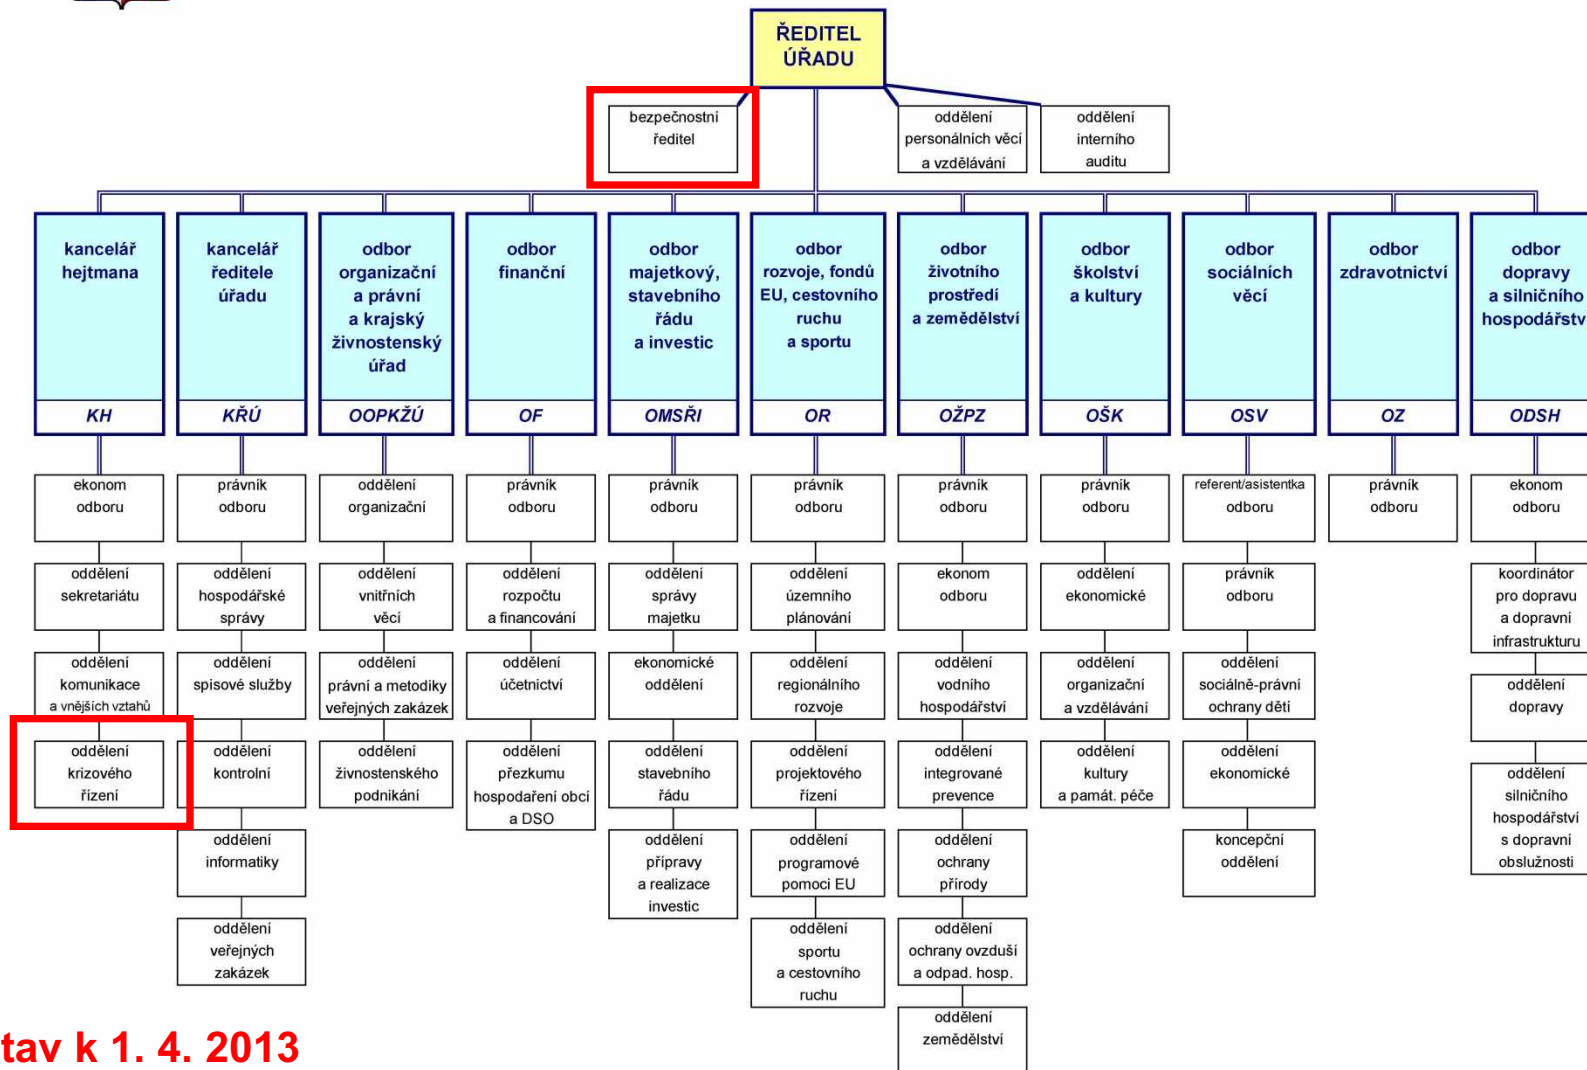 ŘEDITEL
ÚŘADU
bezpečnostní
ředitel
oddělení
personálních věcí
a vzdělávání
oddělení
interního
auditu
kancelář
hejtmana
KH
kancelář
ředitele
úřadu
KŘÚ
odbor
organizační
a právní
a krajský
živnostenský
úřad
OOPKŽÚ
odbor
finanční
OF
odbor
majetkový,
stavebního
řádu
a investic
OMSŘI
odbor
rozvoje, fondů
EU, cestovního
ruchu
a sportu
OR
odbor
životního
prostředí
a zemědělství
OŽPZ
odbor
školství
a kultury
OŠK
odbor
sociálních
věcí
OSV
odbor
zdravotnictví
OZ
odbor
dopravy
a silničního
hospodářstv
ODSH
ekonom
odboru
oddělení
sekretariátu
oddělení
komunikace
a vnějších vztahů
oddělení
krizového
řízení
právník
odboru
oddělení
hospodářské
správy
oddělení
spisové služby
oddělení
kontrolní
oddělení
informatiky
oddělení
veřejných
zakázek
oddělení
organizační
oddělení
vnitřních
věcí
oddělení
právní a metodiky
veřejných zakázek
oddělení
živnostenského
podnikání
právník
odboru
oddělení
rozpočtu
a financování
oddělení
účetnictví
oddělení
přezkumu
hospodaření obcí
a DSO
právník
odboru
oddělení
správy
majetku
ekonomické
oddělení
oddělení
stavebního
řádu
oddělení
přípravy
a realizace
investic
právník
odboru
oddělení
územního
plánování
oddělení
regionálního
rozvoje
oddělení
projektového
řízení
oddělení
programové
pomoci EU
oddělení
sportu
a cestovního
ruchu
právník
odboru
ekonom
odboru
oddělení
vodního
hospodářství
oddělení
integrované
prevence
oddělení
ochrany
přírody
oddělení
ochrany ovzduší
a odpad. hosp.
oddělení
zemědělství
právník
odboru
oddělení
ekonomické
oddělení
organizační
a vzdělávání
oddělení
kultury
a památ. péče
referent/asistentka
odboru
právník
odboru
oddělení
sociálně-právní
ochrany dětí
oddělení
ekonomické
koncepční
oddělení
právník
odboru
ekonom
odboru
koordinátor
pro dopravu
a dopravní
infrastrukturu
oddělení
dopravy
oddělení
silničního
hospodářství
s dopravní
obslužnosti
tav k 1. 4. 2013